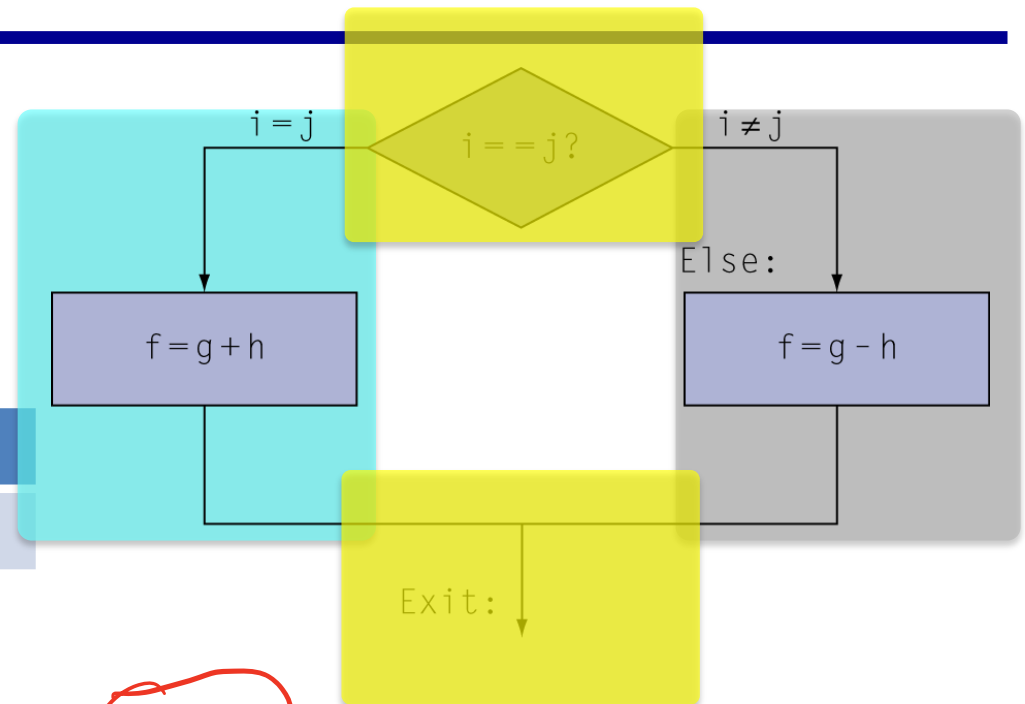 i=j
i≠j
i==j?
Else:
f=g+h
f=g-h
Exit: